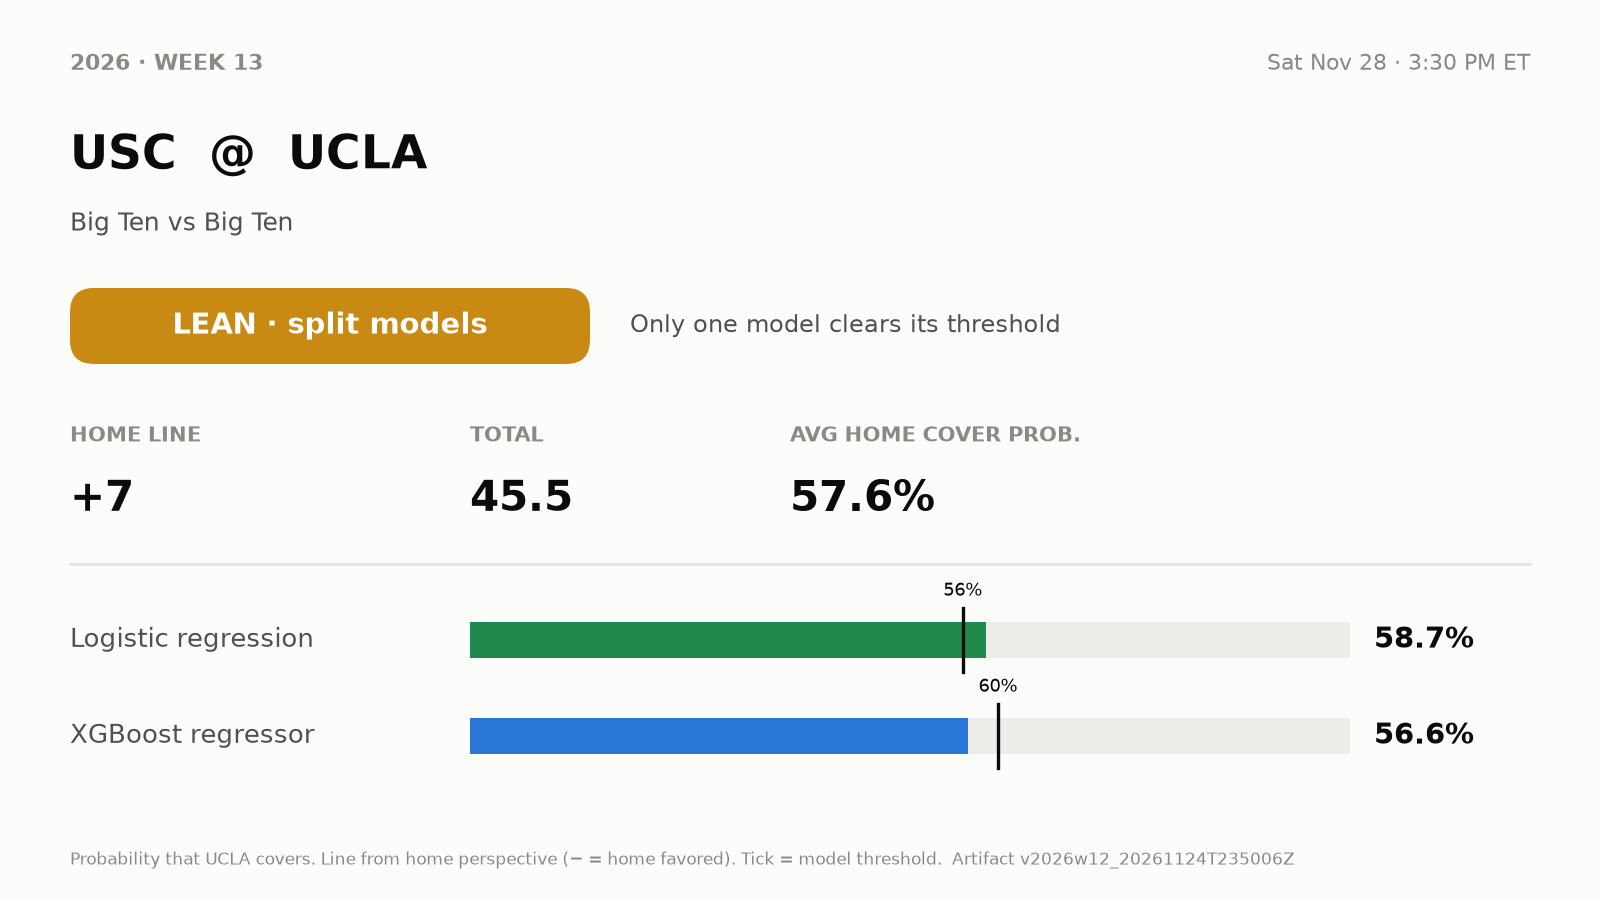 2026 · WEEK 13
Sat Nov 28 · 3:30 PM ET
USC @ UCLA
Big Ten vs Big Ten
LEAN · split models
Only one model clears its threshold
HOME LINE
TOTAL
AVG HOME COVER PROB.
+7
45.5
57.6%
56%
Logistic regression
58.7%
60%
XGBoost regressor
56.6%
Probability that UCLA covers. Line from home perspective (− = home favored). Tick = model threshold. Artifact v2026w12_20261124T235006Z